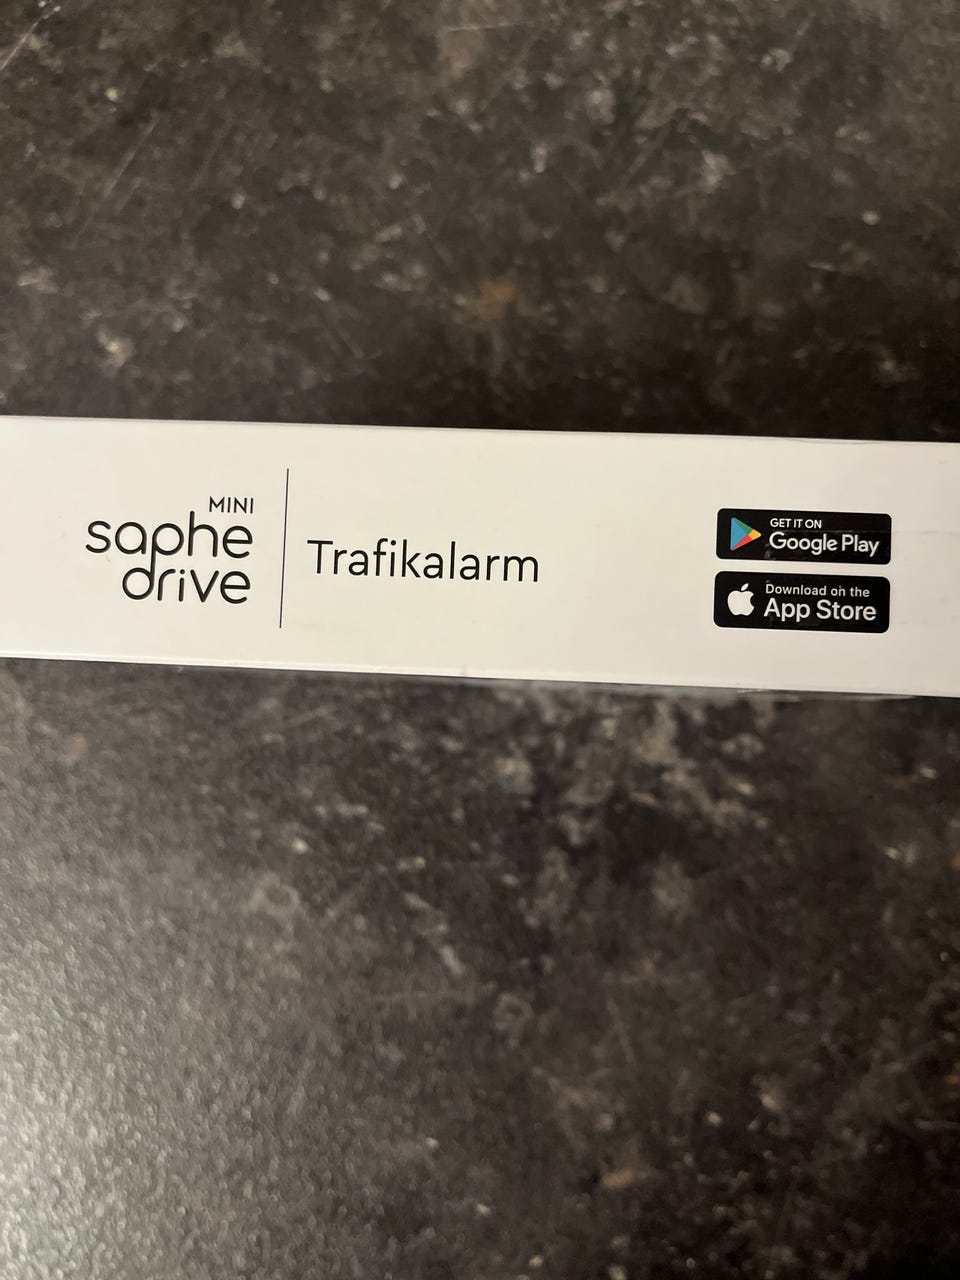 MINI
saphe
drive
Trafikalarm
GET IT ON
Google Play
Download on the
App Store